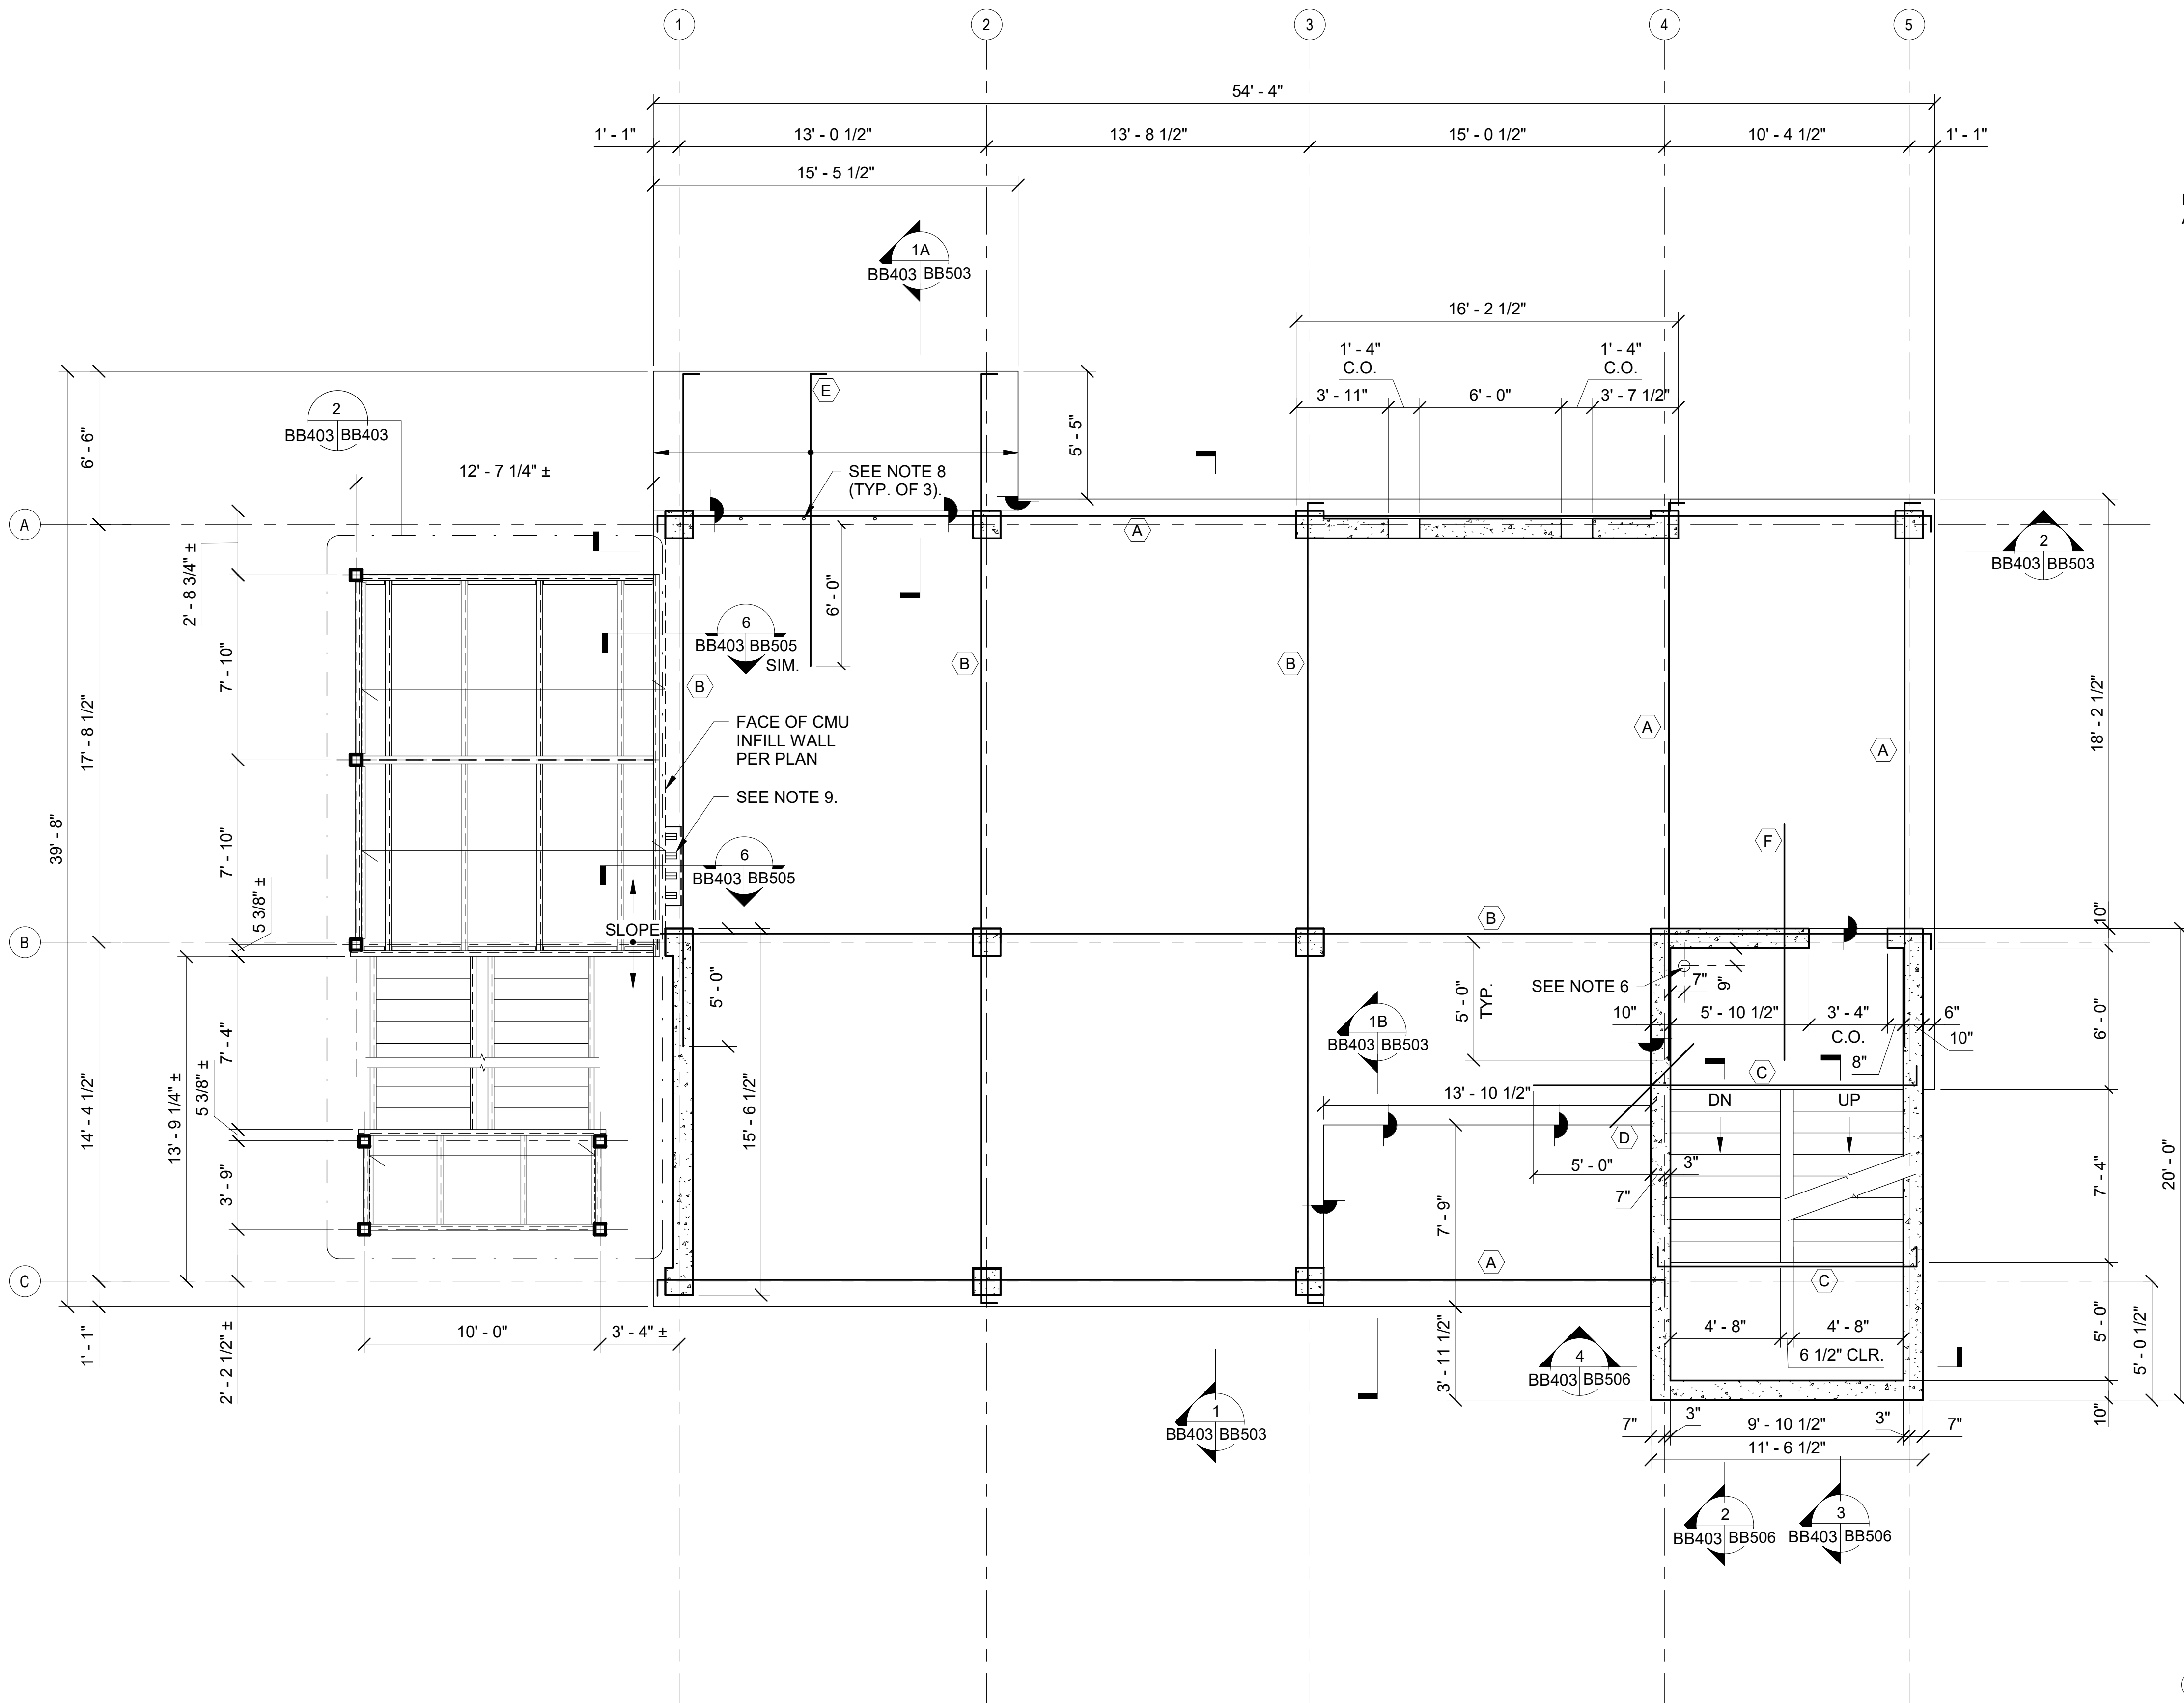 1
2
3
4
5
54' - 4"
1' - 1"
13' - 0 1/2"
13' - 8 1/2"
15' - 0 1/2"
10' - 4 1/2"
1' - 1"
15' - 5 1/2"
1A
BB403
BB503
16' - 2 1/2"
1' - 4"
C.O.
1' - 4"
C.O.
3' - 11"
6' - 0"
3' - 7 1/2"
E
5' - 5"
2
BB403
BB403
6' - 6"
12' - 7 1/4" ±
SEE NOTE 8
(TYP. OF 3).
A
A
2
BB403
BB503
2' - 8 3/4" ±
6' - 0"
6
BB403
BB505
SIM.
B
B
B
7' - 10"
17' - 8 1/2"
FACE OF CMU
INFILL WALL
PER PLAN
A
A
18' - 2 1/2"
SEE NOTE 9.
39' - 8"
7' - 10"
F
6
BB403
BB505
5 3/8" ±
B
SLOPE
B
10"
5' - 0"
5' - 0"
TYP.
SEE NOTE 6
7"
9"
10"
5' - 10 1/2"
3' - 4"
C.O.
8"
6"
10"
6' - 0"
1B
BB403
BB503
7' - 4"
5 3/8" ±
13' - 9 1/4" ±
14' - 4 1/2"
15' - 6 1/2"
13' - 10 1/2"
C
DN
UP
D
5' - 0"
3"
7"
7' - 4"
20' - 0"
3' - 9"
7' - 9"
A
C
C
10' - 0"
3' - 4" ±
1' - 1"
2' - 2 1/2" ±
3' - 11 1/2"
4
BB403
BB506
4' - 8"
4' - 8"
6 1/2" CLR.
5' - 0"
5' - 0 1/2"
10"
1
BB403
BB503
7"
3"
9' - 10 1/2"
3"
7"
11' - 6 1/2"
2
BB403
BB506
3
BB403
BB506